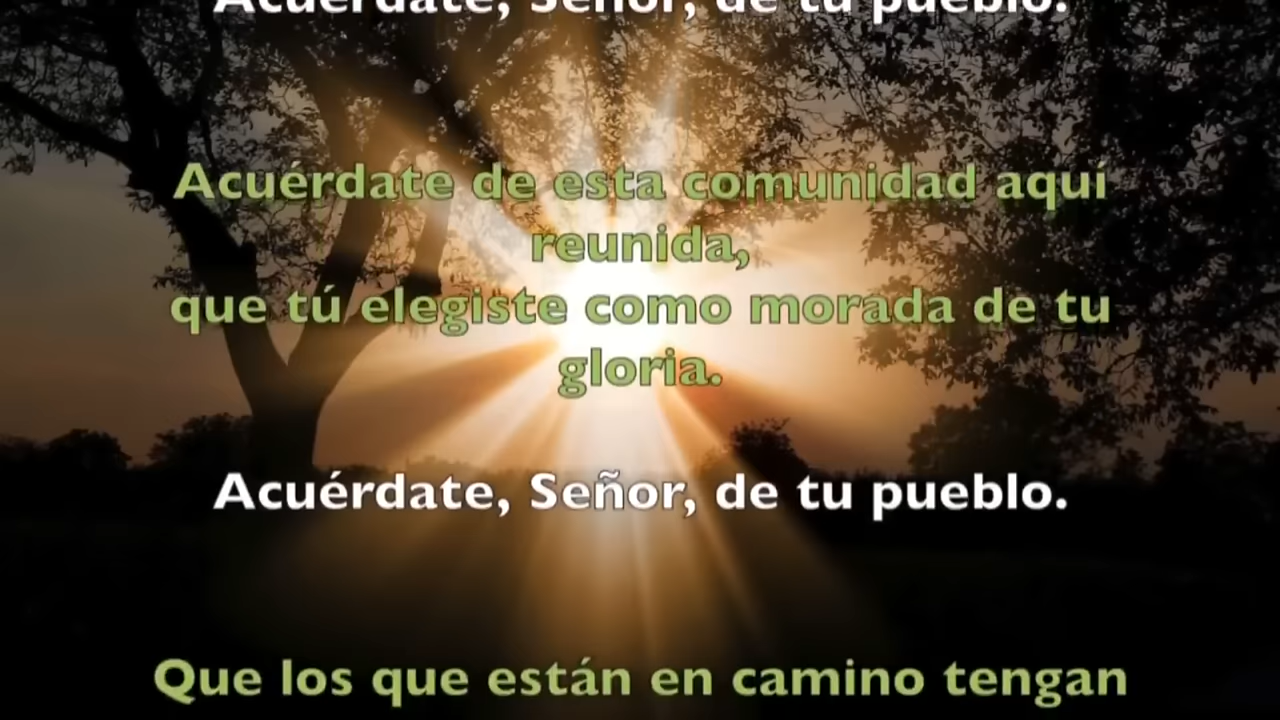 Acuérdate, Señor, de tu pueblo.
Acuérdate de esta comunidad aquí
reunida,
que tú elegiste como morada de tu
gloria.
Acuérdate, Señor, de tu pueblo.
Que los que están en camino tengan